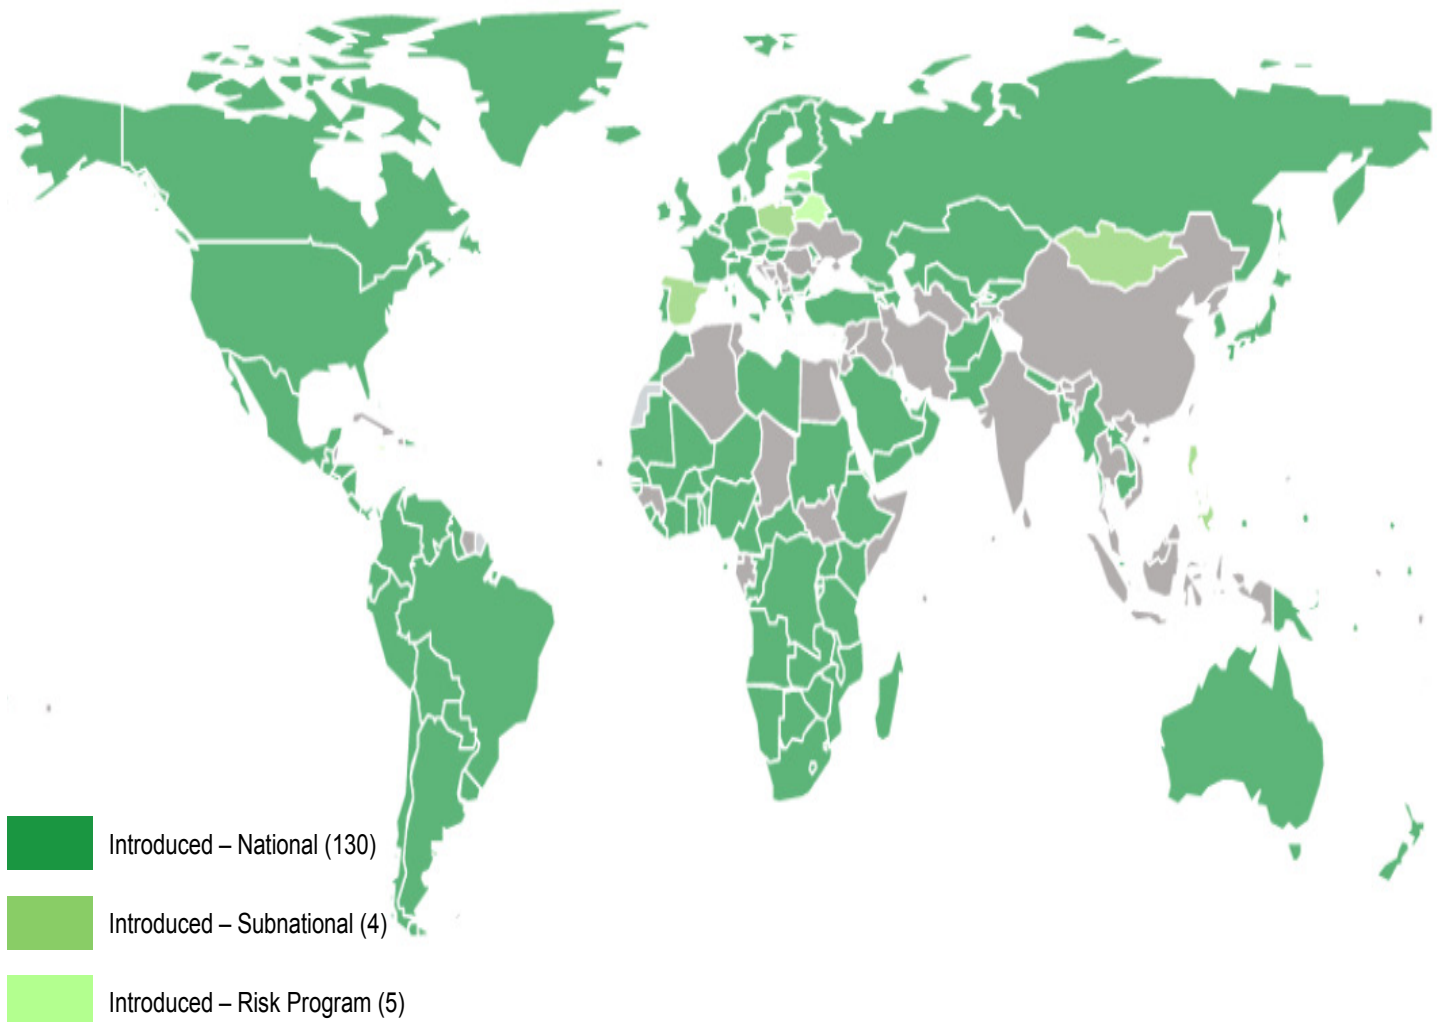 Introduced – National (130)
Introduced – Subnational (4)
Introduced – Risk Program (5)